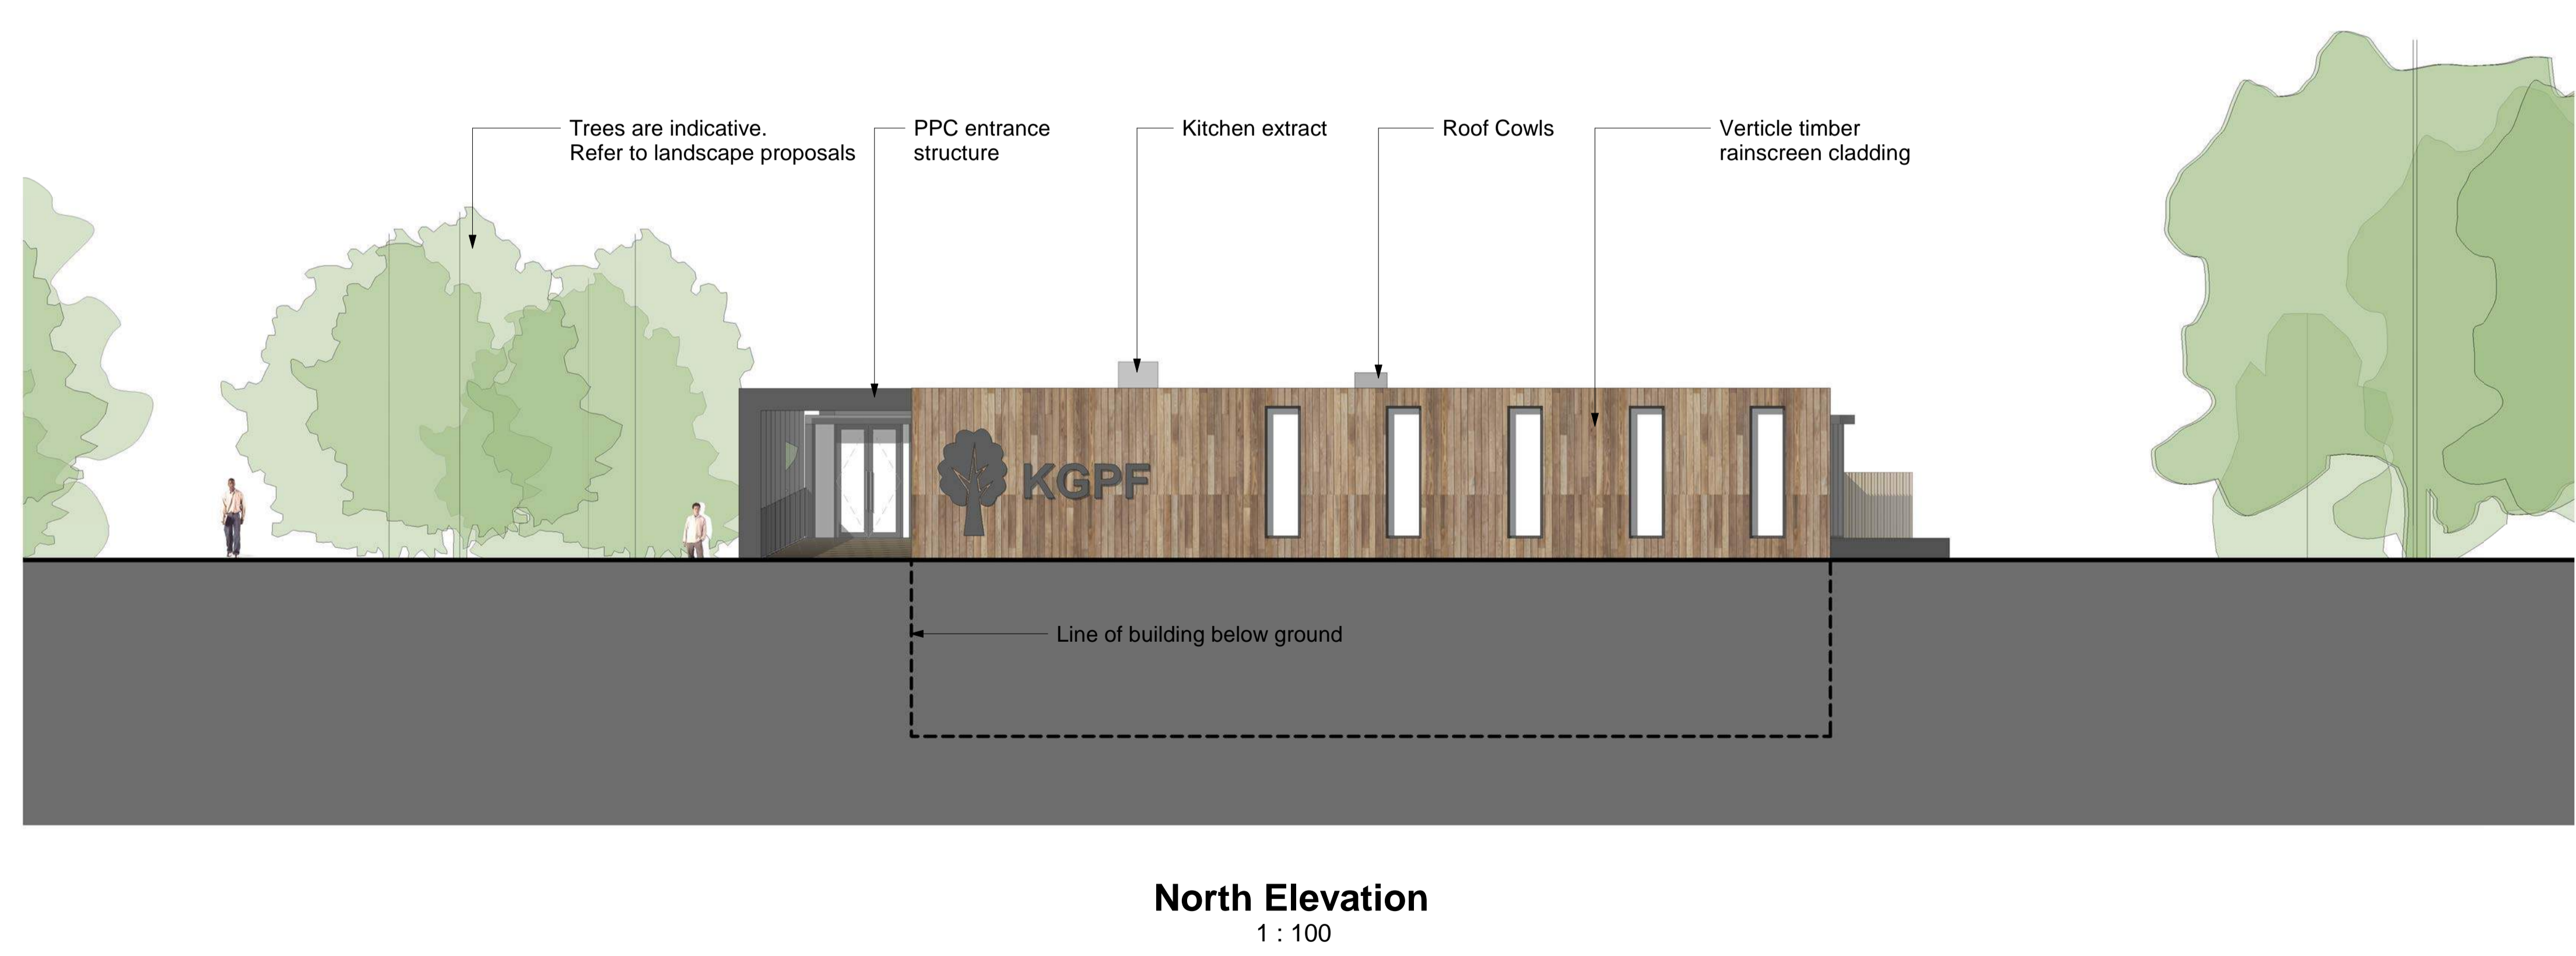 Trees are indicative.
Refer to landscape proposals
PPC entrance
structure
Kitchen extract
Roof Cowls
Verticle timber
rainscreen cladding
KGPF
Line of building below ground
North Elevation
1 : 100